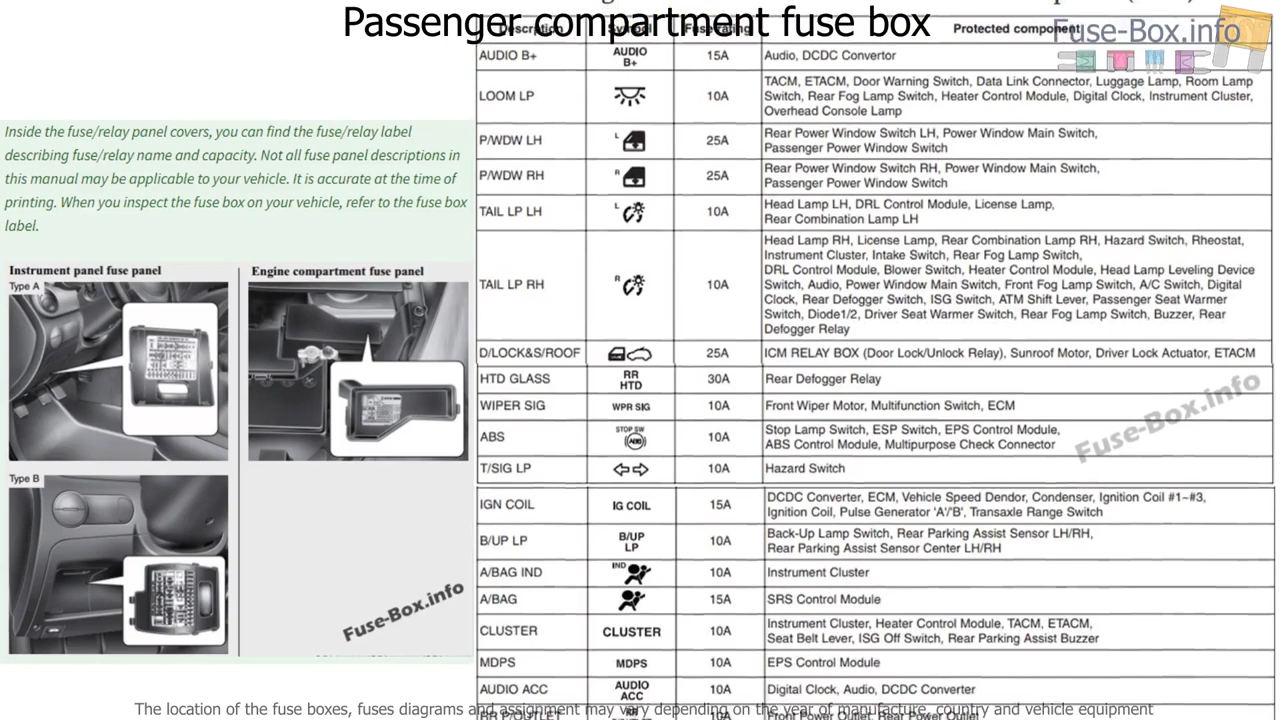 Passenger compartment fuse box
Fuse-Box.info
Inside the fuse/relay panel covers, you can find the fuse/relay label
describing fuse/relay name and capacity. Not all fuse panel descriptions in
this manual may be applicable to your vehicle. It is accurate at the time of
printing. When you inspect the fuse box on your vehicle, refer to the fuse box
label.
Instrument panel fuse panel
Type A
Type B
Engine compartment fuse panel
Fuse-Box.info
Description Symbol Fuse rating Protected component
AUDIO B+ AUDIO B+ 15A Audio, DCDC Convertor
LOOM LP 10A TACM, ETACM, Door Warning Switch, Data Link Connector, Luggage Lamp, Room Lamp
Switch, Rear Fog Lamp Switch, Heater Control Module, Digital Clock, Instrument Cluster,
Overhead Console Lamp
P/WDW LH L 25A Rear Power Window Switch LH, Power Window Main Switch,
Passenger Power Window Switch
P/WDW RH R 25A Rear Power Window Switch RH, Power Window Main Switch,
Passenger Power Window Switch
TAIL LP LH L 10A Head Lamp LH, DRL Control Module, License Lamp,
Rear Combination Lamp LH
TAIL LP RH R 10A Head Lamp RH, License Lamp, Rear Combination Lamp RH, Hazard Switch, Rheostat,
Instrument Cluster, Intake Switch, Rear Fog Lamp Switch,
DRL Control Module, Blower Switch, Heater Control Module, Head Lamp Leveling Device
Switch, Audio, Power Window Main Switch, Front Fog Lamp Switch, A/C Switch, Digital
Clock, Rear Defogger Switch, ISG Switch, ATM Shift Lever, Passenger Seat Warmer
Switch, Diode1/2, Driver Seat Warmer Switch, Rear Fog Lamp Switch, Buzzer, Rear
Defogger Relay
D/LOCK&S/ROOF 25A ICM RELAY BOX (Door Lock/Unlock Relay), Sunroof Motor, Driver Lock Actuator, ETACM
HTD GLASS RR HTD 30A Rear Defogger Relay
WIPER SIG WPR SIG 10A Front Wiper Motor, Multifunction Switch, ECM
ABS STOP SW (ABS) 10A Stop Lamp Switch, ESP Switch, EPS Control Module,
ABS Control Module, Multipurpose Check Connector
T/SIG LP 10A Hazard Switch
Fuse-Box.info
IGN COIL IG COIL 15A DCDC Converter, ECM, Vehicle Speed Dendor, Condenser, Ignition Coil #1~#3,
Ignition Coil, Pulse Generator 'A'/'B', Transaxle Range Switch
B/UP LP B/UP LP 10A Back-Up Lamp Switch, Rear Parking Assist Sensor LH/RH,
Rear Parking Assist Sensor Center LH/RH
A/BAG IND IND 10A Instrument Cluster
A/BAG 15A SRS Control Module
CLUSTER CLUSTER 10A Instrument Cluster, Heater Control Module, TACM, ETACM,
Seat Belt Lever, ISG Off Switch, Rear Parking Assist Buzzer
MDPS MDPS 10A EPS Control Module
AUDIO ACC AUDIO ACC 10A Digital Clock, Audio, DCDC Converter
RR P/OUTLET RR Front Power Outlet, Rear Power Outlet
The location of the fuse boxes, fuses diagrams and assignment may vary depending on the year of manufacture, country and vehicle equipment